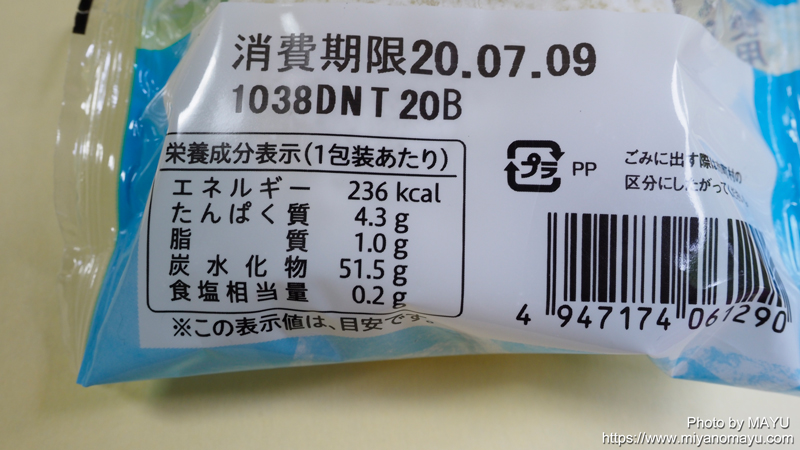 消費期限20.07.09
1038DNT 20B
栄養成分表示(1包装あたり)
エネルギー 236 kcal
たんぱく質 4.3 g
脂質 1.0 g
炭水化物 51.5 g
食塩相当量 0.2 g
※この表示値は、目安です。
プラ PP
ごみに出す際は
区分にしたがって
4 947174 061290
Photo by MAYU
https://www.miyanomayu.com/